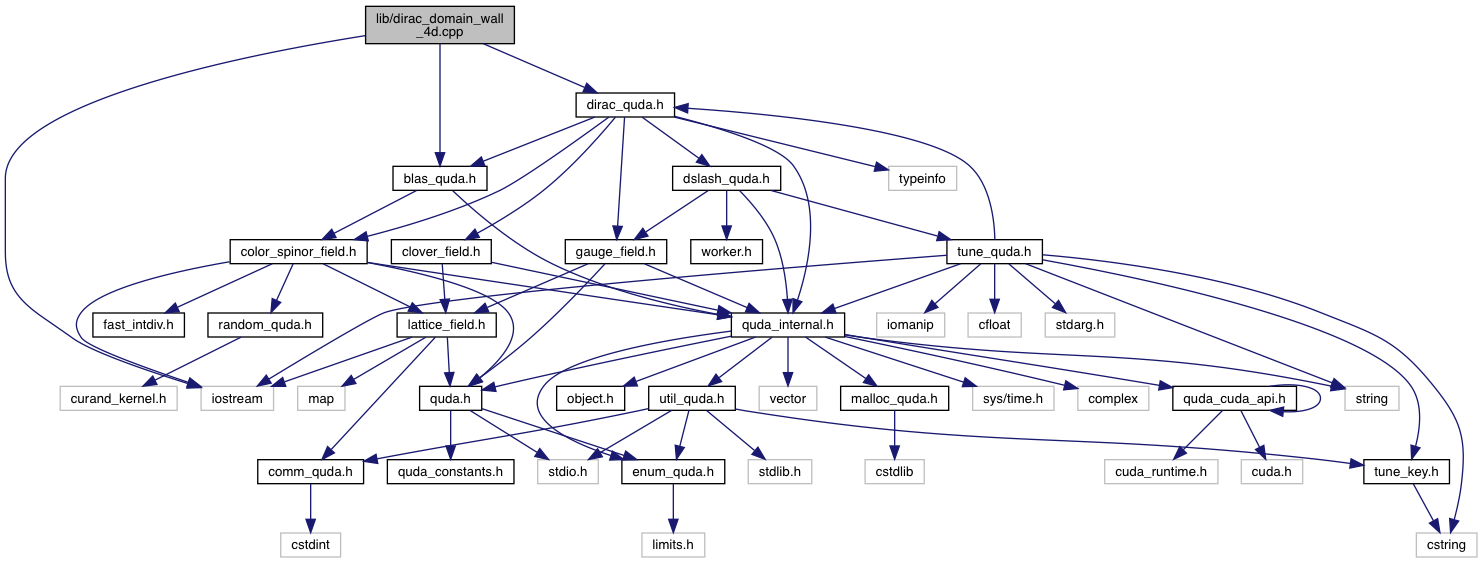 lib/dirac_domain_wall
_4d.cpp
dirac_quda.h
blas_quda.h
dslash_quda.h
typeinfo
color_spinor_field.h
clover_field.h
gauge_field.h
worker.h
tune_quda.h
fast_intdiv.h
random_quda.h
lattice_field.h
quda_internal.h
iomanip
cfloat
stdarg.h
curand_kernel.h
iostream
map
quda.h
object.h
util_quda.h
vector
malloc_quda.h
sys/time.h
complex
quda_cuda_api.h
string
comm_quda.h
quda_constants.h
stdio.h
enum_quda.h
stdlib.h
cstdlib
cuda_runtime.h
cuda.h
tune_key.h
cstdint
limits.h
cstring